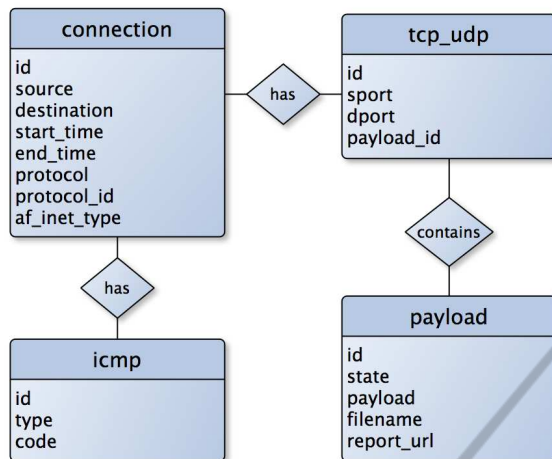 connection
id
source
destination
start_time
end_time
protocol
protocol_id
af_inet_type
has
tcp_udp
id
sport
dport
payload_id
has
contains
icmp
id
type
code
payload
id
state
payload
filename
report_url